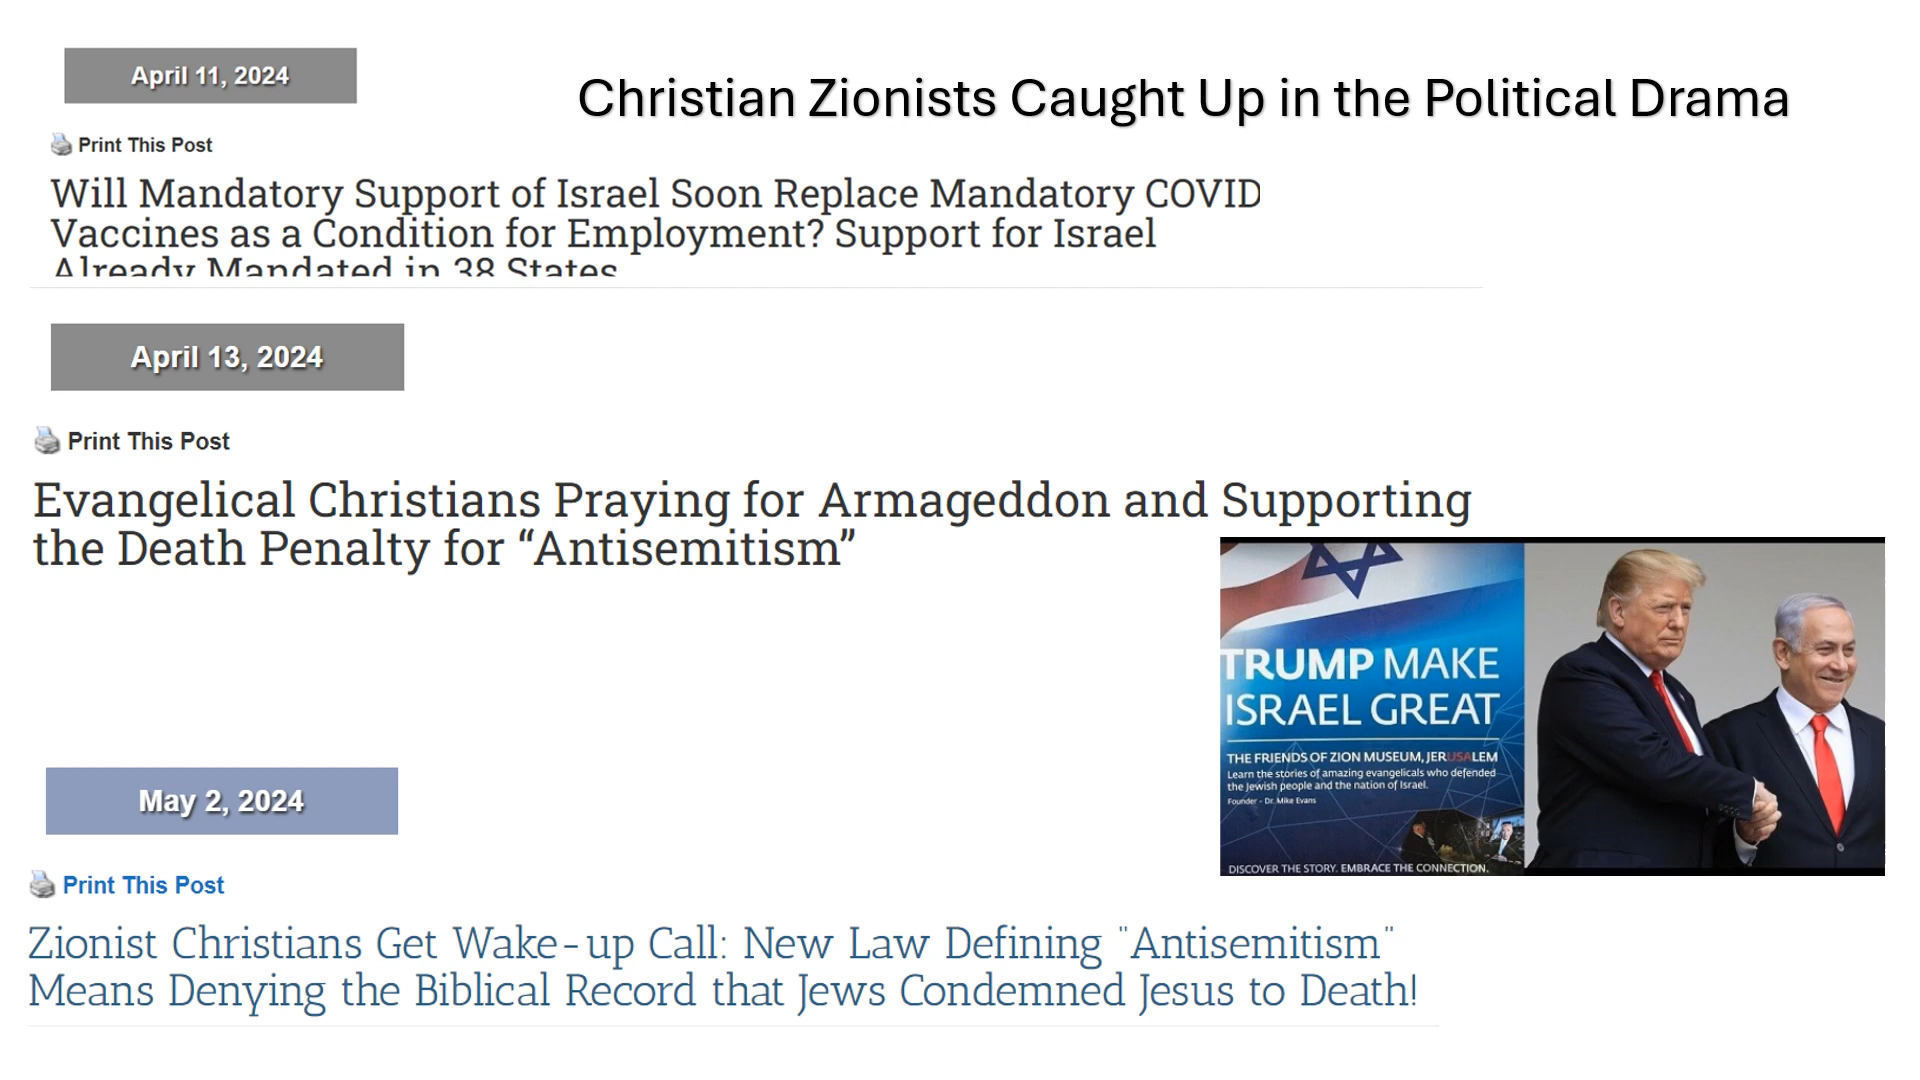 April 11, 2024
Christian Zionists Caught Up in the Political Drama
Print This Post
Will Mandatory Support of Israel Soon Replace Mandatory COVID
Vaccines as a Condition for Employment? Support for Israel
Already Mandated in 38 States
April 13, 2024
Print This Post
Evangelical Christians Praying for Armageddon and Supporting
the Death Penalty for “Antisemitism”
TRUMP MAKE
ISRAEL GREAT
THE FRIENDS OF ZION MUSEUM, JERUSALEM
Learn the stories of amazing evangelicals who defended
the Jewish people and the nation of Israel.
Founder - Dr. Mike Evans
DISCOVER THE STORY. EMBRACE THE CONNECTION.
May 2, 2024
Print This Post
Zionist Christians Get Wake-up Call: New Law Defining "Antisemitism"
Means Denying the Biblical Record that Jews Condemned Jesus to Death!